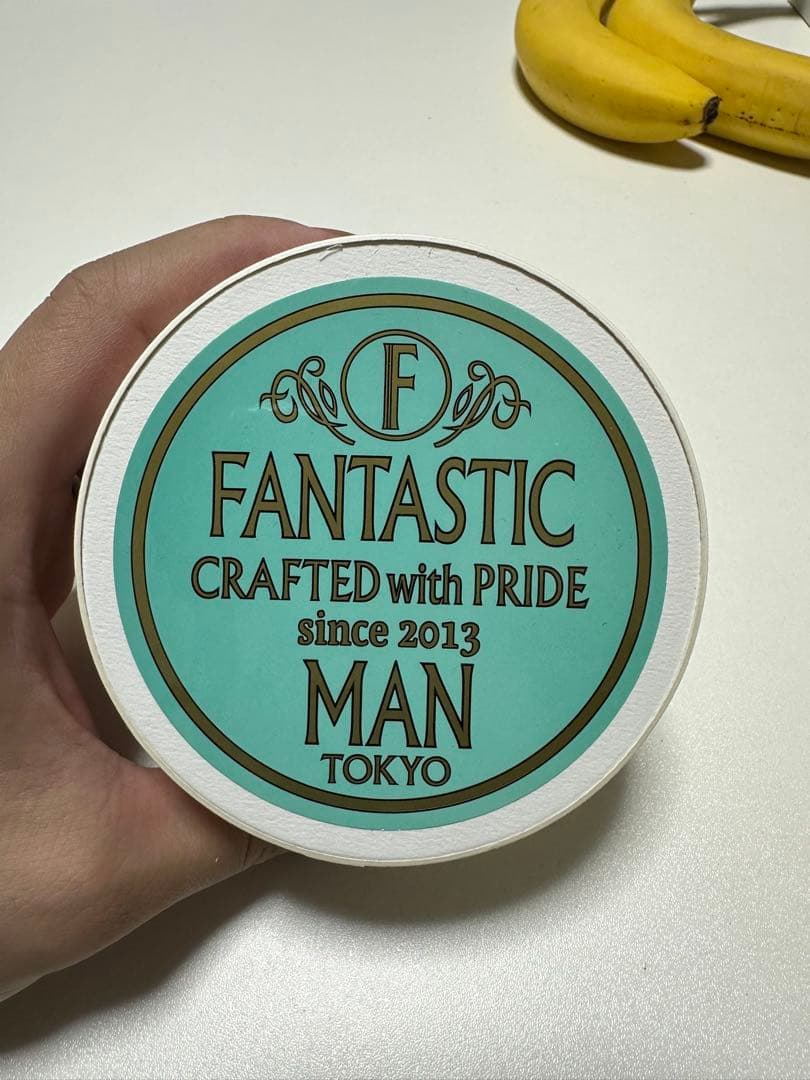 F
FANTASTIC
CRAFTED with PRIDE
since 2013
MAN
TOKYO